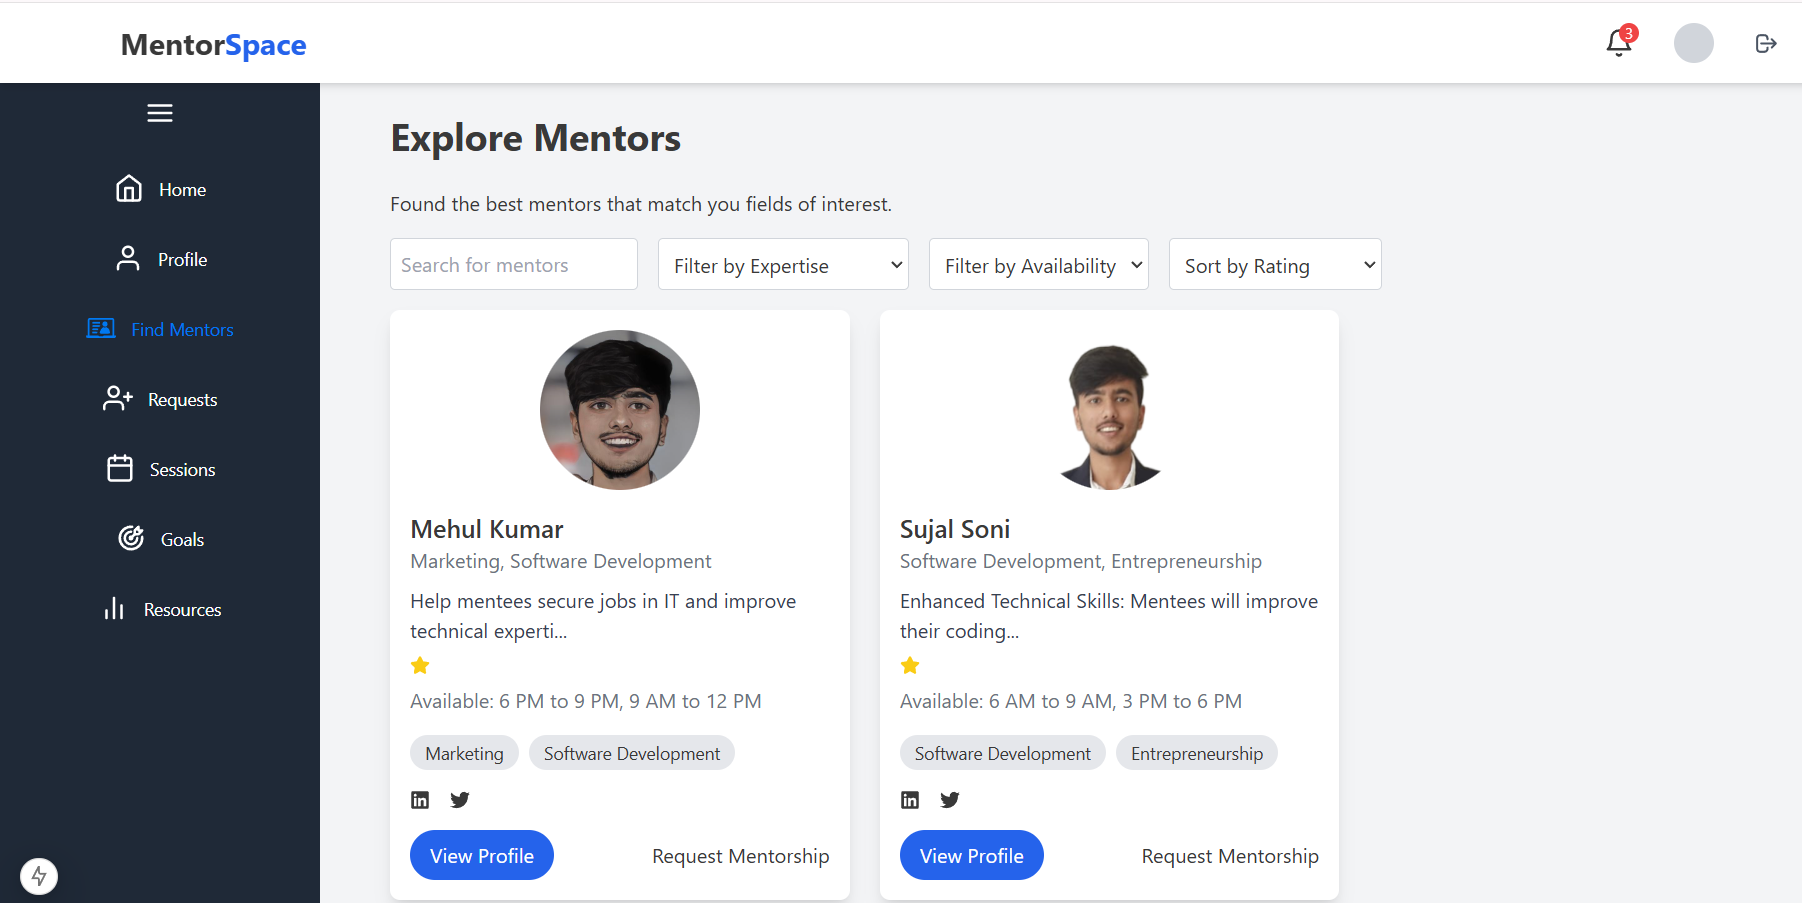 MentorSpace
3
Home
Profile
Find Mentors
Requests
Sessions
Goals
Resources
Explore Mentors
Found the best mentors that match you fields of interest.
Search for mentors
Filter by Expertise
Filter by Availability
Sort by Rating
Mehul Kumar
Marketing, Software Development
Help mentees secure jobs in IT and improve
technical experti...
Available: 6 PM to 9 PM, 9 AM to 12 PM
Marketing
Software Development
View Profile
Request Mentorship
Sujal Soni
Software Development, Entrepreneurship
Enhanced Technical Skills: Mentees will improve
their coding...
Available: 6 AM to 9 AM, 3 PM to 6 PM
Software Development
Entrepreneurship
View Profile
Request Mentorship